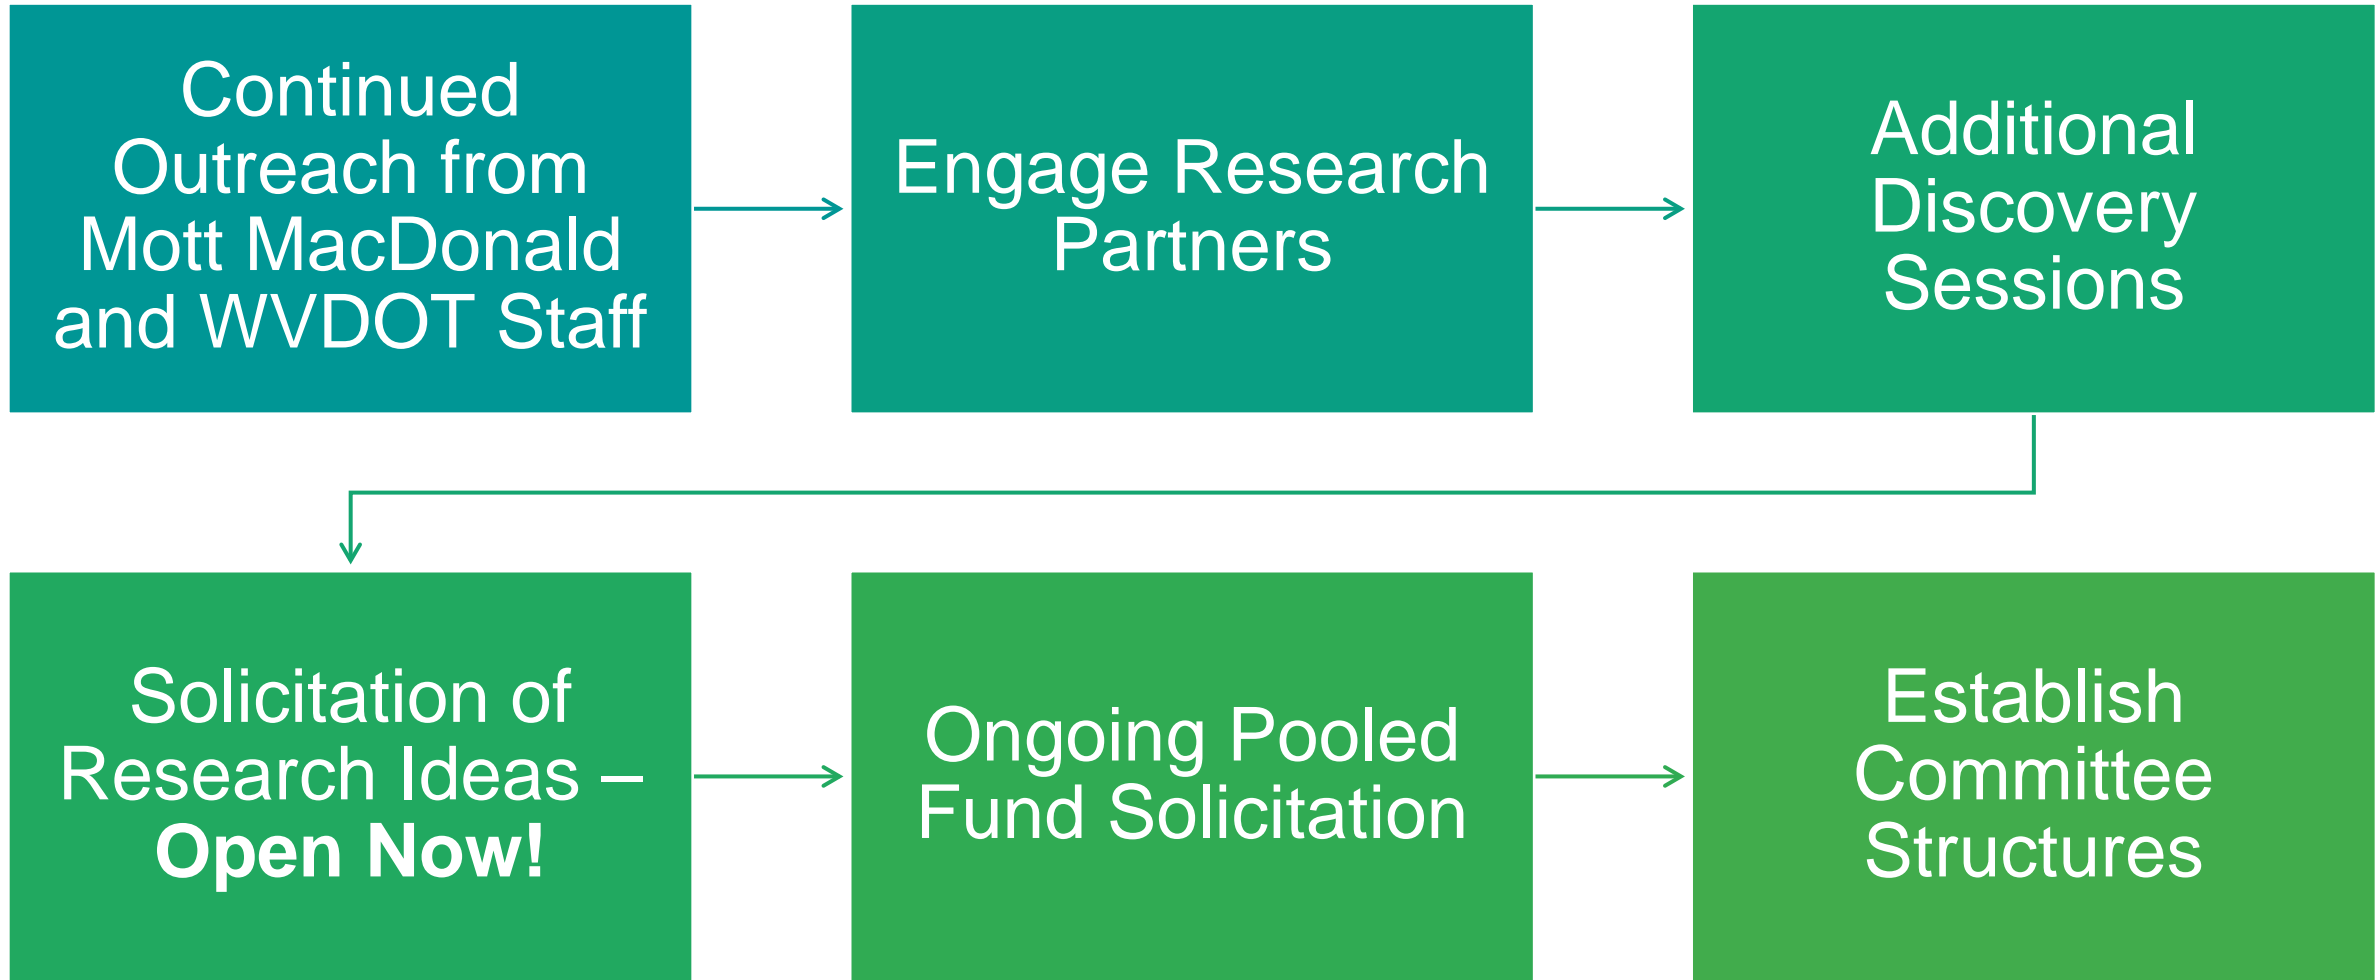 Continued
Outreach from
Mott MacDonald
and WVDOT Staff
Engage Research
Partners
Additional
Discovery
Sessions
Solicitation of
Research Ideas –
Open Now!
Ongoing Pooled
Fund Solicitation
Establish
Committee
Structures